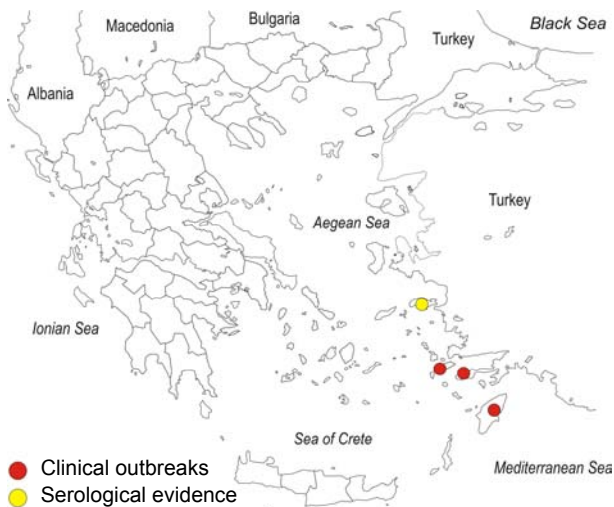 Black Sea
Bulgaria
Macedonia
Turkey
Albania
Turkey
Aegean Sea
Ionian Sea
Sea of Crete
Mediterranean Sea
Clinical outbreaks
Serological evidence